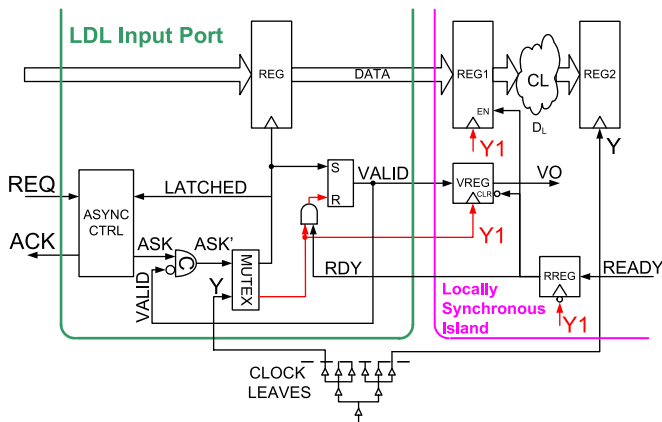 LDL Input Port
REG
DATA
REG1
EN
CL
REG2
DL
Y
Y1
REQ
ACK
ASYNC
CTRL
LATCHED
S
R
VALID
VREG
CLR
VO
Y1
ASK
C
ASK'
MUTEX
VALID
Y
RDY
RREG
READY
Y1
Locally
Synchronous
Island
CLOCK
LEAVES